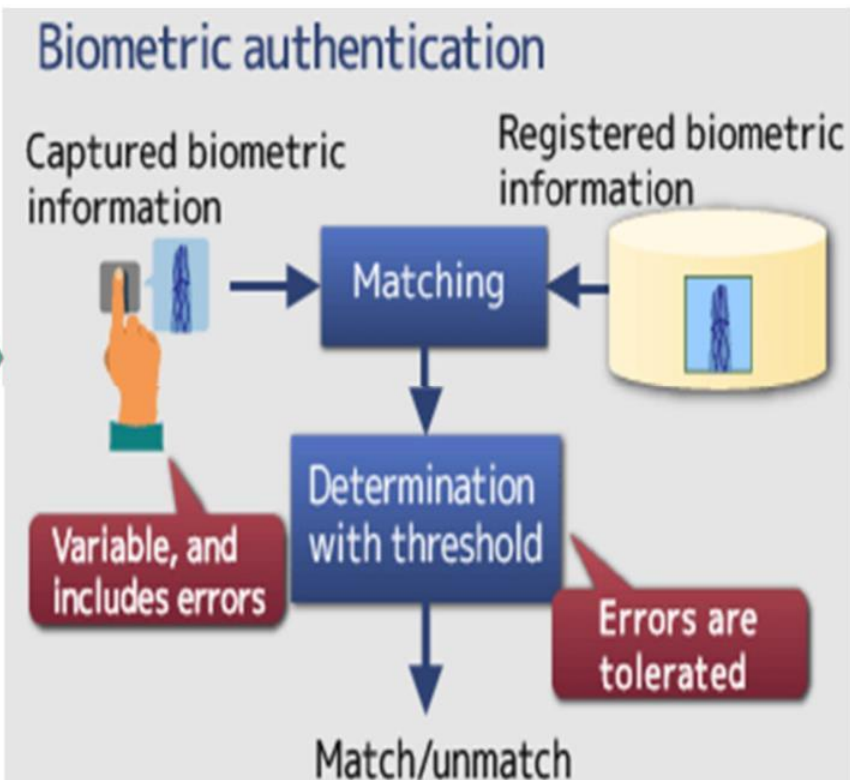 Biometric authentication
Captured biometric
information
Registered biometric
information
Matching
Determination
with threshold
Variable, and
includes errors
Errors are
tolerated
Match/unmatch